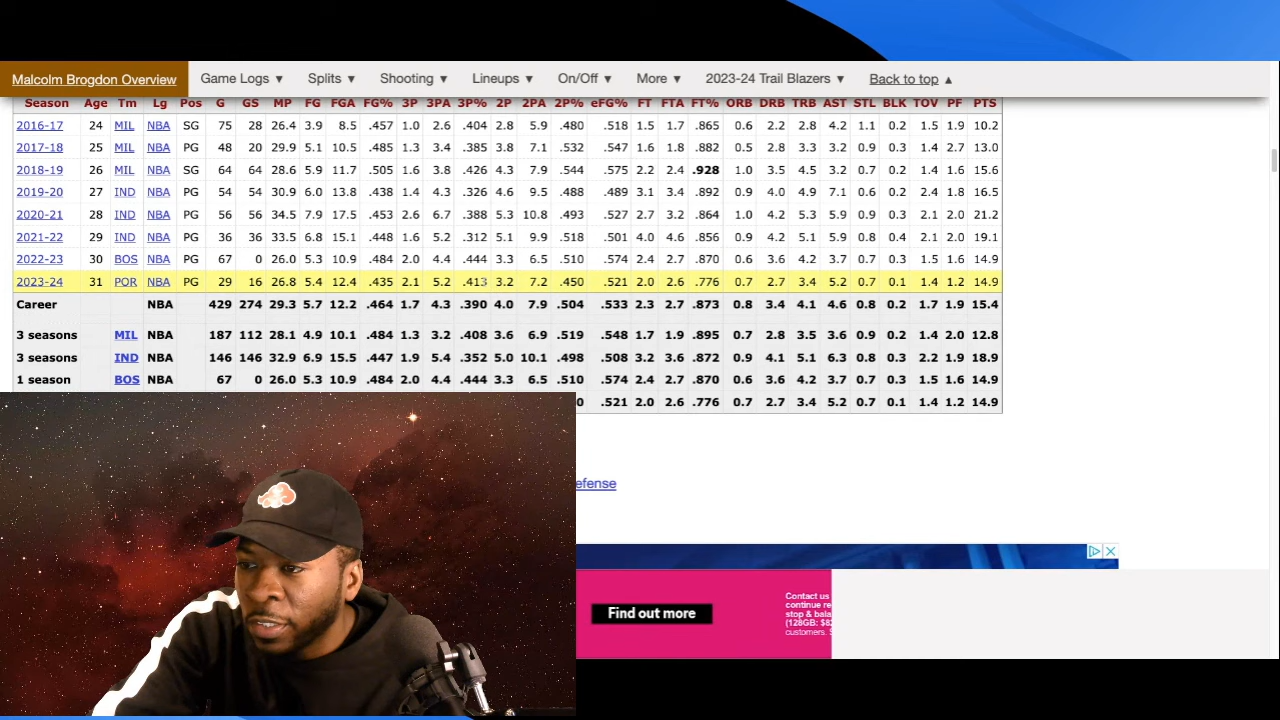 Malcolm Brogdon Overview Game Logs ▼ Splits ▼ Shooting ▼ Lineups ▼ On/Off ▼ More ▼ 2023-24 Trail Blazers ▼ Back to top ▲
Season Age Tm Lg Pos G GS MP FG FGA FG% 3P 3PA 3P% 2P 2PA 2P% eFG% FT FTA FT% ORB DRB TRB AST STL BLK TOV PF PTS
2016-17 24 MIL NBA SG 75 28 26.4 3.9 8.5 .457 1.0 2.6 .404 2.8 5.9 .480 .518 1.5 1.7 .865 0.6 2.2 2.8 4.2 1.1 0.2 1.5 1.9 10.2
2017-18 25 MIL NBA PG 48 20 29.9 5.1 10.5 .485 1.3 3.4 .385 3.8 7.1 .532 .547 1.6 1.8 .882 0.5 2.8 3.3 3.2 0.9 0.3 1.4 2.7 13.0
2018-19 26 MIL NBA SG 64 64 28.6 5.9 11.7 .505 1.6 3.8 .426 4.3 7.9 .544 .575 2.2 2.4 .928 1.0 3.5 4.5 3.2 0.7 0.2 1.4 1.6 15.6
2019-20 27 IND NBA PG 54 54 30.9 6.0 13.8 .438 1.4 4.3 .326 4.6 9.5 .488 .489 3.1 3.4 .892 0.9 4.0 4.9 7.1 0.6 0.2 2.4 1.8 16.5
2020-21 28 IND NBA PG 56 56 34.5 7.9 17.5 .453 2.6 6.7 .388 5.3 10.8 .493 .527 2.7 3.2 .864 1.0 4.2 5.3 5.9 0.9 0.3 2.1 2.0 21.2
2021-22 29 IND NBA PG 36 36 33.5 6.8 15.1 .448 1.6 5.2 .312 5.1 9.9 .518 .501 4.0 4.6 .856 0.9 4.2 5.1 5.9 0.8 0.4 2.1 2.0 19.1
2022-23 30 BOS NBA PG 67 0 26.0 5.3 10.9 .484 2.0 4.4 .444 3.3 6.5 .510 .574 2.4 2.7 .870 0.6 3.6 4.2 3.7 0.7 0.3 1.5 1.6 14.9
2023-24 31 POR NBA PG 29 16 26.8 5.4 12.4 .435 2.1 5.2 .413 3.2 7.2 .450 .521 2.0 2.6 .776 0.7 2.7 3.4 5.2 0.7 0.1 1.4 1.2 14.9
Career NBA 429 274 29.3 5.7 12.2 .464 1.7 4.3 .390 4.0 7.9 .504 .533 2.3 2.7 .873 0.8 3.4 4.1 4.6 0.8 0.2 1.7 1.9 15.4
3 seasons MIL NBA 187 112 28.1 4.9 10.1 .484 1.3 3.2 .408 3.6 6.9 .519 .548 1.7 1.9 .895 0.7 2.8 3.5 3.6 0.9 0.2 1.4 2.0 12.8
3 seasons IND NBA 146 146 32.9 6.9 15.5 .447 1.9 5.4 .352 5.0 10.1 .498 .508 3.2 3.6 .872 0.9 4.1 5.1 6.3 0.8 0.3 2.2 1.9 18.9
1 season BOS NBA 67 0 26.0 5.3 10.9 .484 2.0 4.4 .444 3.3 6.5 .510 .574 2.4 2.7 .870 0.6 3.6 4.2 3.7 0.7 0.3 1.5 1.6 14.9
0 .521 2.0 2.6 .776 0.7 2.7 3.4 5.2 0.7 0.1 1.4 1.2 14.9
efense
Find out more
Contact us
continue re
stop & bala
(128GB: $82
customers.